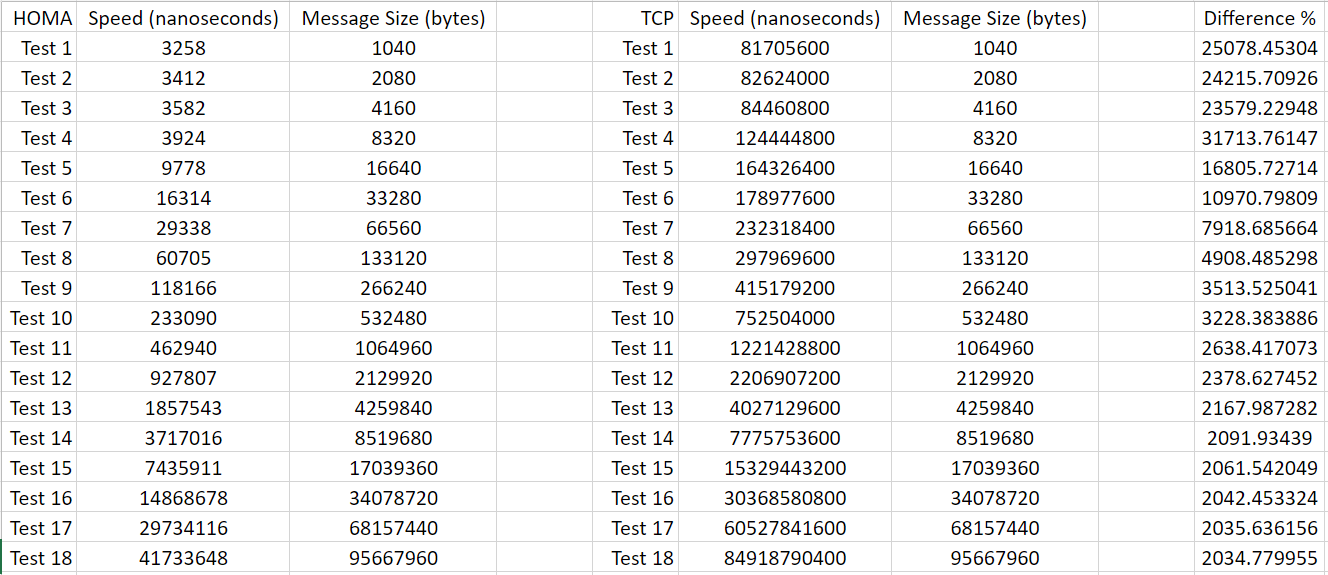 HOMA Speed (nanoseconds) Message Size (bytes) TCP Speed (nanoseconds) Message Size (bytes) Difference %
Test 1 3258 1040 Test 1 81705600 1040 25078.45304
Test 2 3412 2080 Test 2 82624000 2080 24215.70926
Test 3 3582 4160 Test 3 84460800 4160 23579.22948
Test 4 3924 8320 Test 4 124444800 8320 31713.76147
Test 5 9778 16640 Test 5 164326400 16640 16805.72714
Test 6 16314 33280 Test 6 178977600 33280 10970.79809
Test 7 29338 66560 Test 7 232318400 66560 7918.685664
Test 8 60705 133120 Test 8 297969600 133120 4908.485298
Test 9 118166 266240 Test 9 415179200 266240 3513.525041
Test 10 233090 532480 Test 10 752504000 532480 3228.383886
Test 11 462940 1064960 Test 11 1221428800 1064960 2638.417073
Test 12 927807 2129920 Test 12 2206907200 2129920 2378.627452
Test 13 1857543 4259840 Test 13 4027129600 4259840 2167.987282
Test 14 3717016 8519680 Test 14 7775753600 8519680 2091.93439
Test 15 7435911 17039360 Test 15 15329443200 17039360 2061.542049
Test 16 14868678 34078720 Test 16 30368580800 34078720 2042.453324
Test 17 29734116 68157440 Test 17 60527841600 68157440 2035.636156
Test 18 41733648 95667960 Test 18 84918790400 95667960 2034.779955